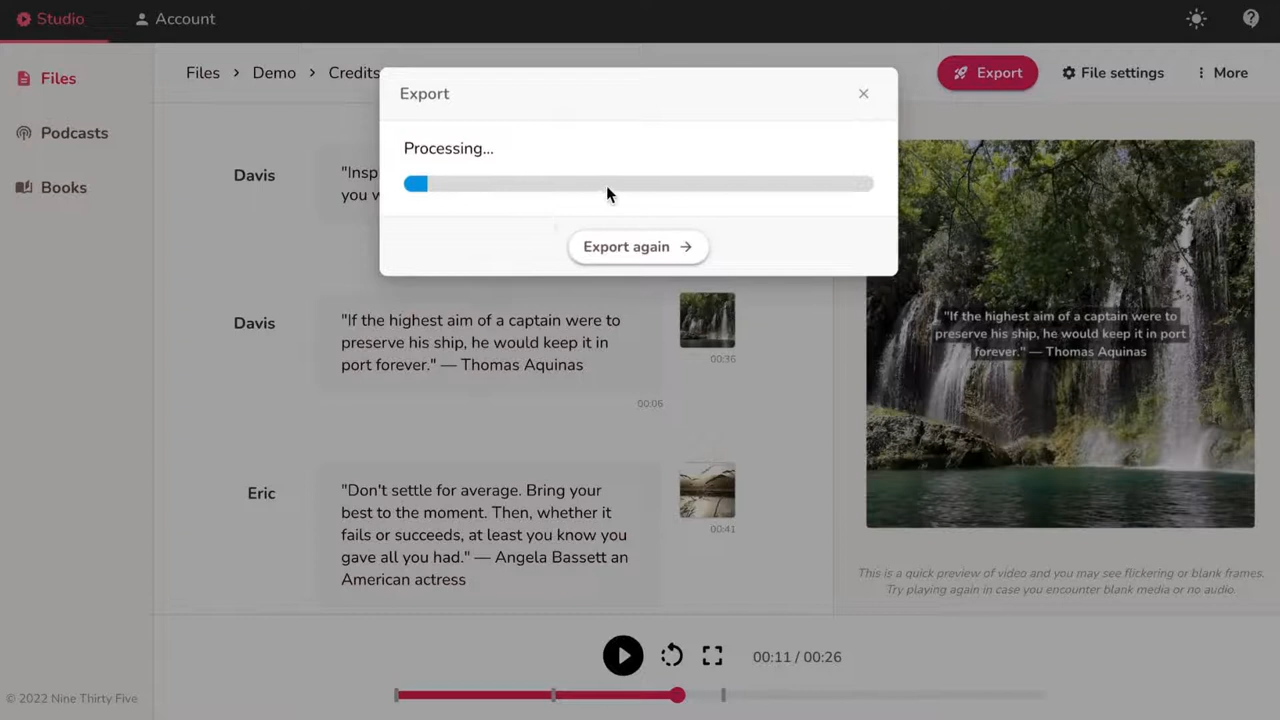 Studio
Account
Files
Podcasts
Books
Files > Demo > Credits
Export
File settings
More
Export
Processing...
Export again
Davis
"Insp
you w
Davis
"If the highest aim of a captain were to
preserve his ship, he would keep it in
port forever." — Thomas Aquinas
00:36
00:06
Eric
"Don't settle for average. Bring your
best to the moment. Then, whether it
fails or succeeds, at least you know you
gave all you had." — Angela Bassett an
American actress
00:41
"If the highest aim of a captain were to
preserve his ship, he would keep it in port
forever." — Thomas Aquinas
This is a quick preview of video and you may see flickering or blank frames.
Try playing again in case you encounter blank media or no audio.
00:11 / 00:26
© 2022 Nine Thirty Five